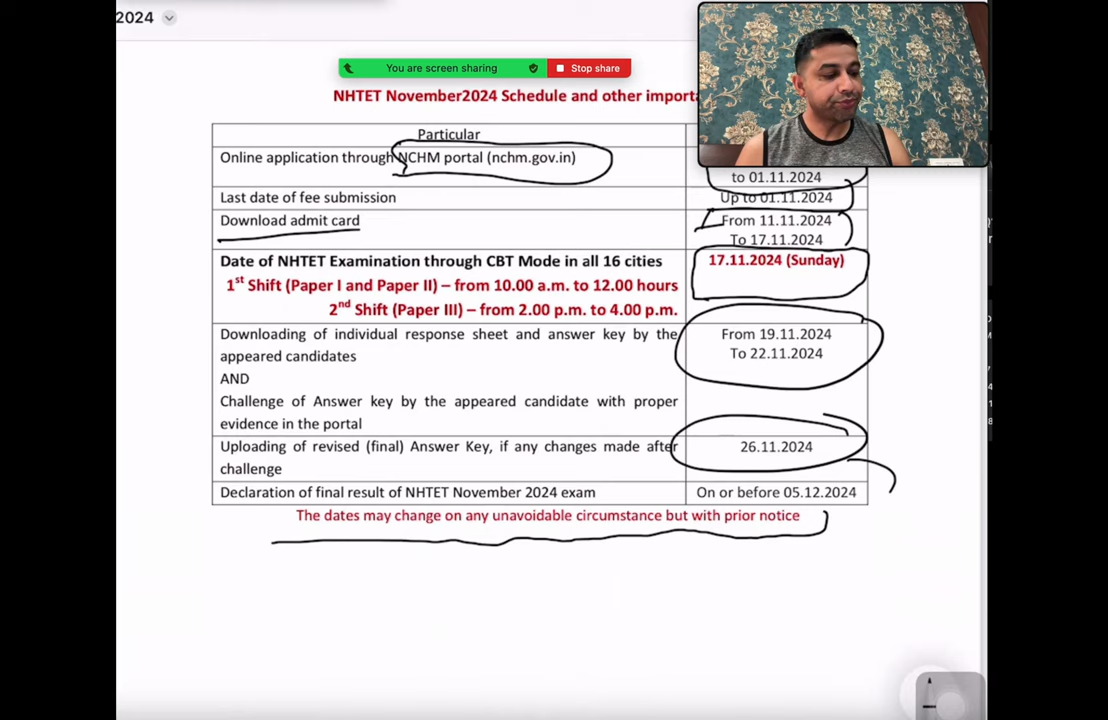 2024
You are screen sharing
Stop share
NHTET November2024 Schedule and other
Particular
Online application through NCHM portal (nchm.gov.in)
to 01.11.2024
Last date of fee submission
Up to 01.11.2024
Download admit card
From 11.11.2024
To 17.11.2024
Date of NHTET Examination through CBT Mode in all 16 cities
17.11.2024 (Sunday)
1st Shift (Paper I and Paper II) – from 10.00 a.m. to 12.00 hours
2nd Shift (Paper III) – from 2.00 p.m. to 4.00 p.m.
Downloading of individual response sheet and answer key by the
appeared candidates
From 19.11.2024
To 22.11.2024
AND
Challenge of Answer key by the appeared candidate with proper
evidence in the portal
Uploading of revised (final) Answer Key, if any changes made after
challenge
26.11.2024
Declaration of final result of NHTET November 2024 exam
On or before 05.12.2024
The dates may change on any unavoidable circumstance but with prior notice